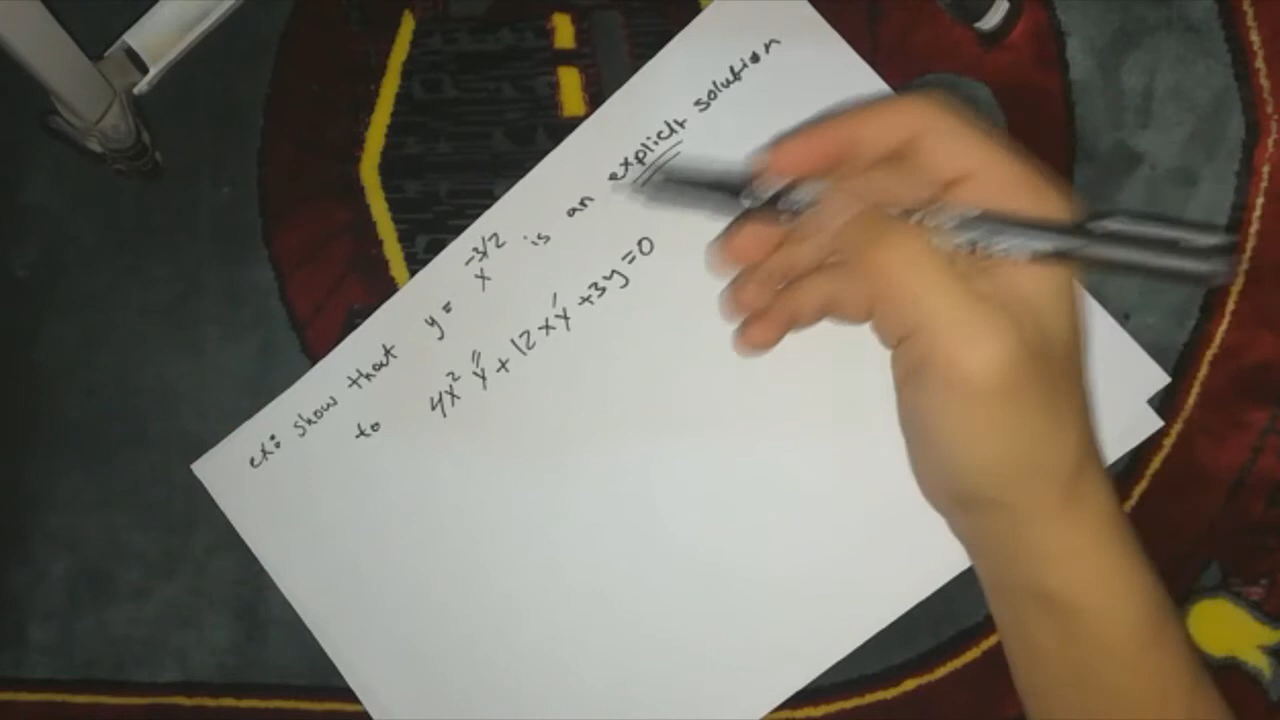 ex: show that y = x^{-3/2} is an explicit solution
to 4x² y'' + 12xy' + 3y = 0